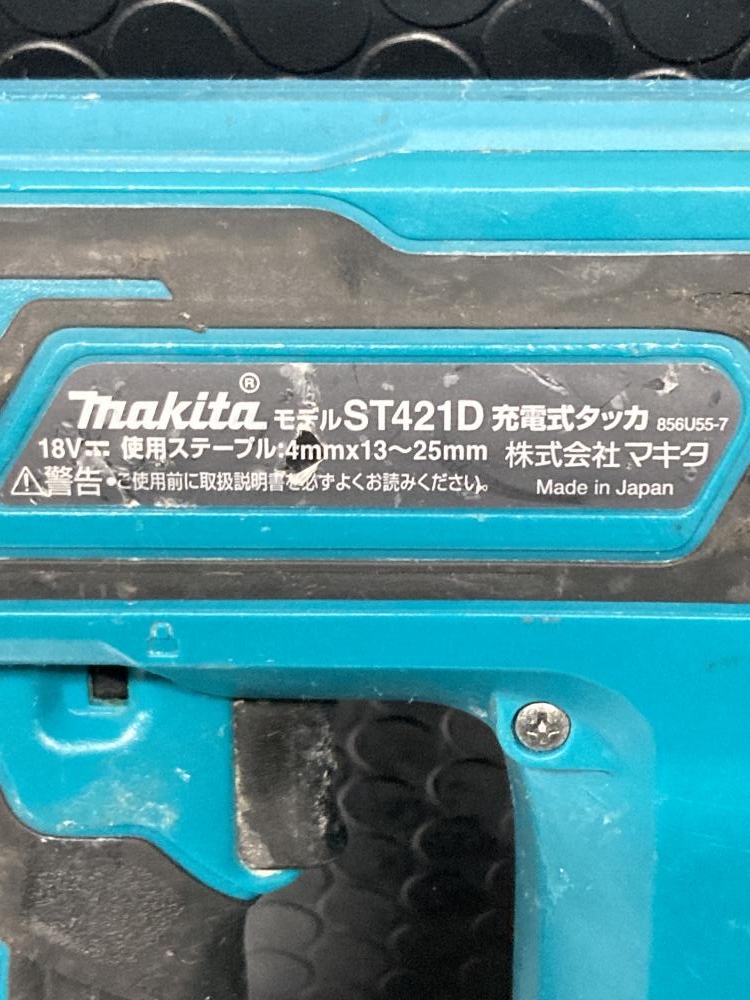 makita® モデルST421D 充電式タッカ 856U55-7
18V⎓ 使用ステープル:4mmx13〜25mm 株式会社マキタ
⚠警告・ご使用前に取扱説明書を必ずよくお読みください。 Made in Japan